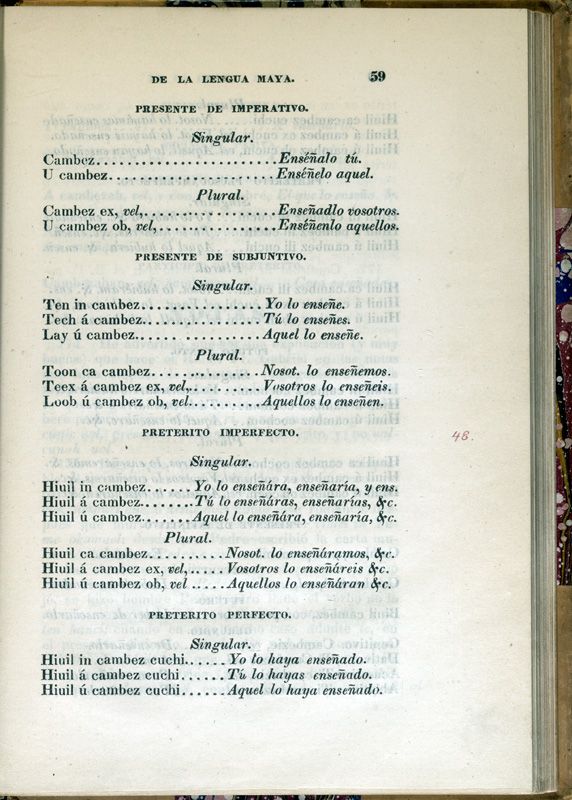 DE LA LENGUA MAYA. 59
PRESENTE DE IMPERATIVO.
Singular.
Cambez.......................Enséñalo tú.
U cambez.....................Enséñelo aquel.
Plural.
Cambez ex, vel,..................Enseñadlo vosotros.
U cambez ob, vel,................Enséñenlo aquellos.
PRESENTE DE SUBJUNTIVO.
Singular.
Ten in cambez................Yo lo enseñe.
Tech á cambez................Tú lo enseñes.
Lay ú cambez.................Aquel lo enseñe.
Plural.
Toon ca cambez...............Nosot. lo enseñemos.
Teex á cambez ex, vel,..........Vosotros lo enseñeis.
Loob ú cambez ob, vel..........Aquellos lo enseñen.
PRETERITO IMPERFECTO.
48.
Singular.
Hiuil in cambez.......Yo lo enseñára, enseñaría, y ens.
Hiuil á cambez.......Tú lo enseñáras, enseñarías, &c.
Hiuil ú cambez.......Aquel lo enseñára, enseñaría, &c.
Plural.
Hiuil ca cambez..........Nosot. lo enseñáramos, &c.
Hiuil á cambez ex, vel,.....Vosotros lo enseñáreis &c.
Hiuil ú cambez ob, vel .....Aquellos lo enseñáran &c.
PRETERITO PERFECTO.
Singular.
Hiuil in cambez cuchi......Yo lo haya enseñado.
Hiuil á cambez cuchi......Tú lo hayas enseñado.
Hiuil ú cambez cuchi......Aquel lo haya enseñado.